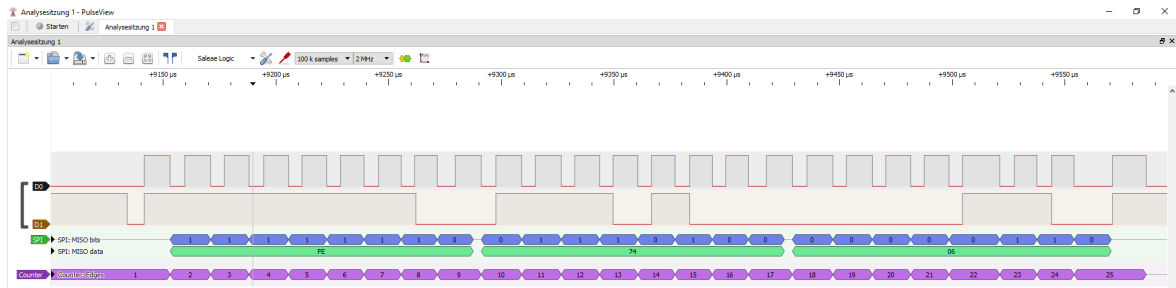 Analysesitzung 1 - PulseView
Starten Analysesitzung 1
Analysesitzung 1
Saleae Logic 100 k samples 2 MHz
+9150 µs +9200 µs +9250 µs +9300 µs +9350 µs +9400 µs +9450 µs +9500 µs +9550 µs
D0
D1
SPI SPI: MISO bits 1 1 1 1 1 1 1 0 0 1 1 1 0 1 0 0 0 0 0 0 0 1 1 0
SPI: MISO data FE 74 06
Counter Counter: Edges 1 2 3 4 5 6 7 8 9 10 11 12 13 14 15 16 17 18 19 20 21 22 23 24 25